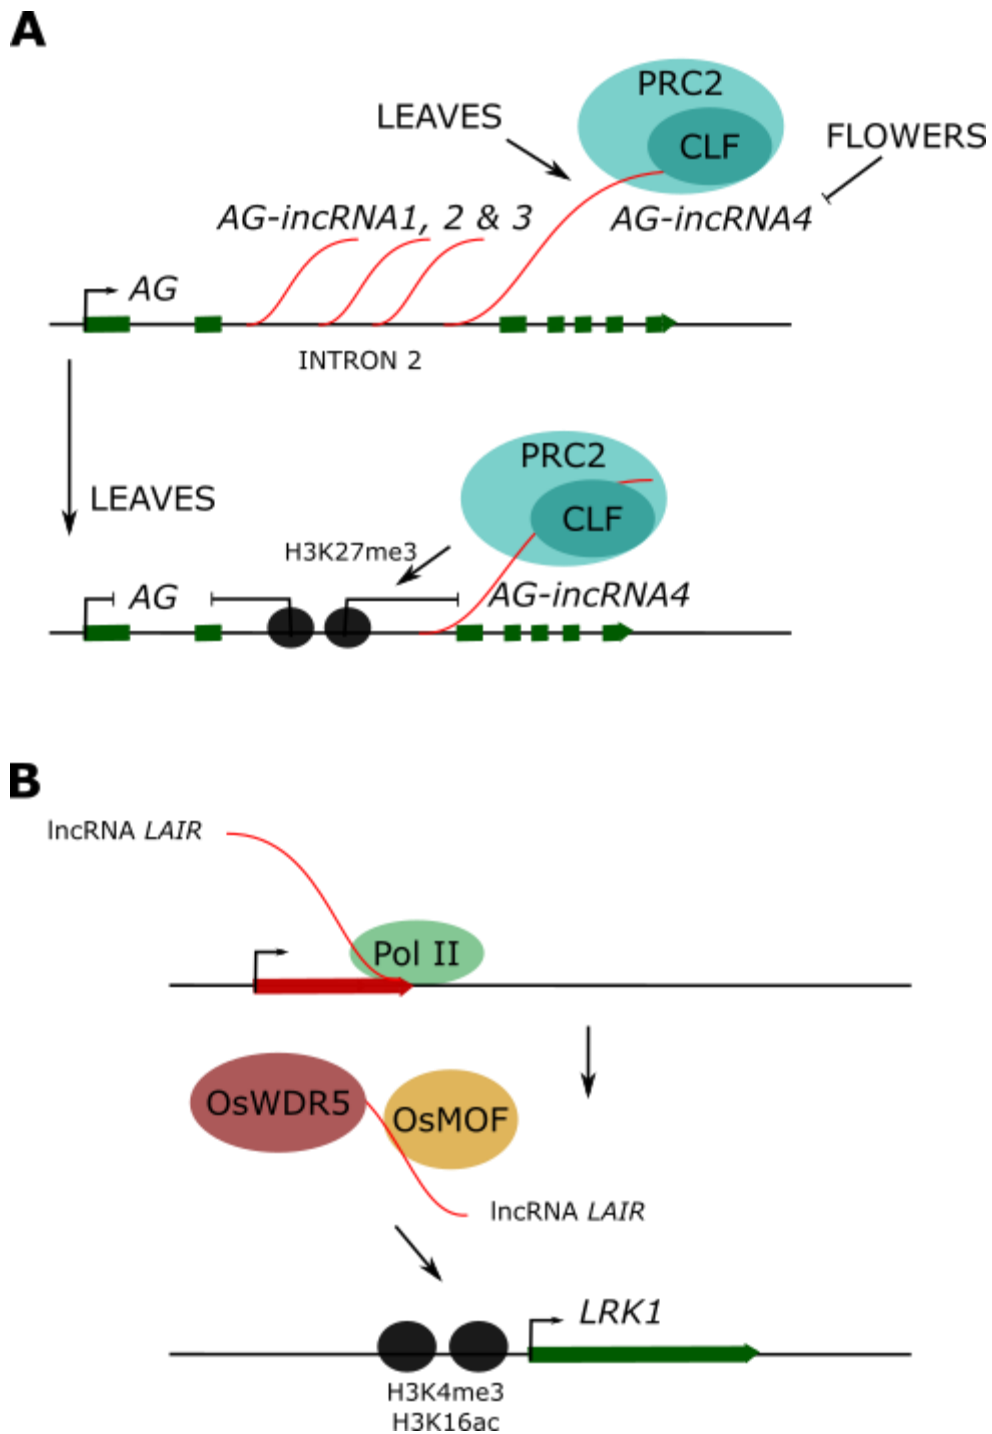 A
PRC2
LEAVES
CLF
FLOWERS
AG-incRNA1, 2 & 3
AG-incRNA4
AG
INTRON 2
PRC2
LEAVES
CLF
H3K27me3
AG
AG-incRNA4
B
lncRNA LAIR
Pol II
OsWDR5
OsMOF
lncRNA LAIR
LRK1
H3K4me3
H3K16ac